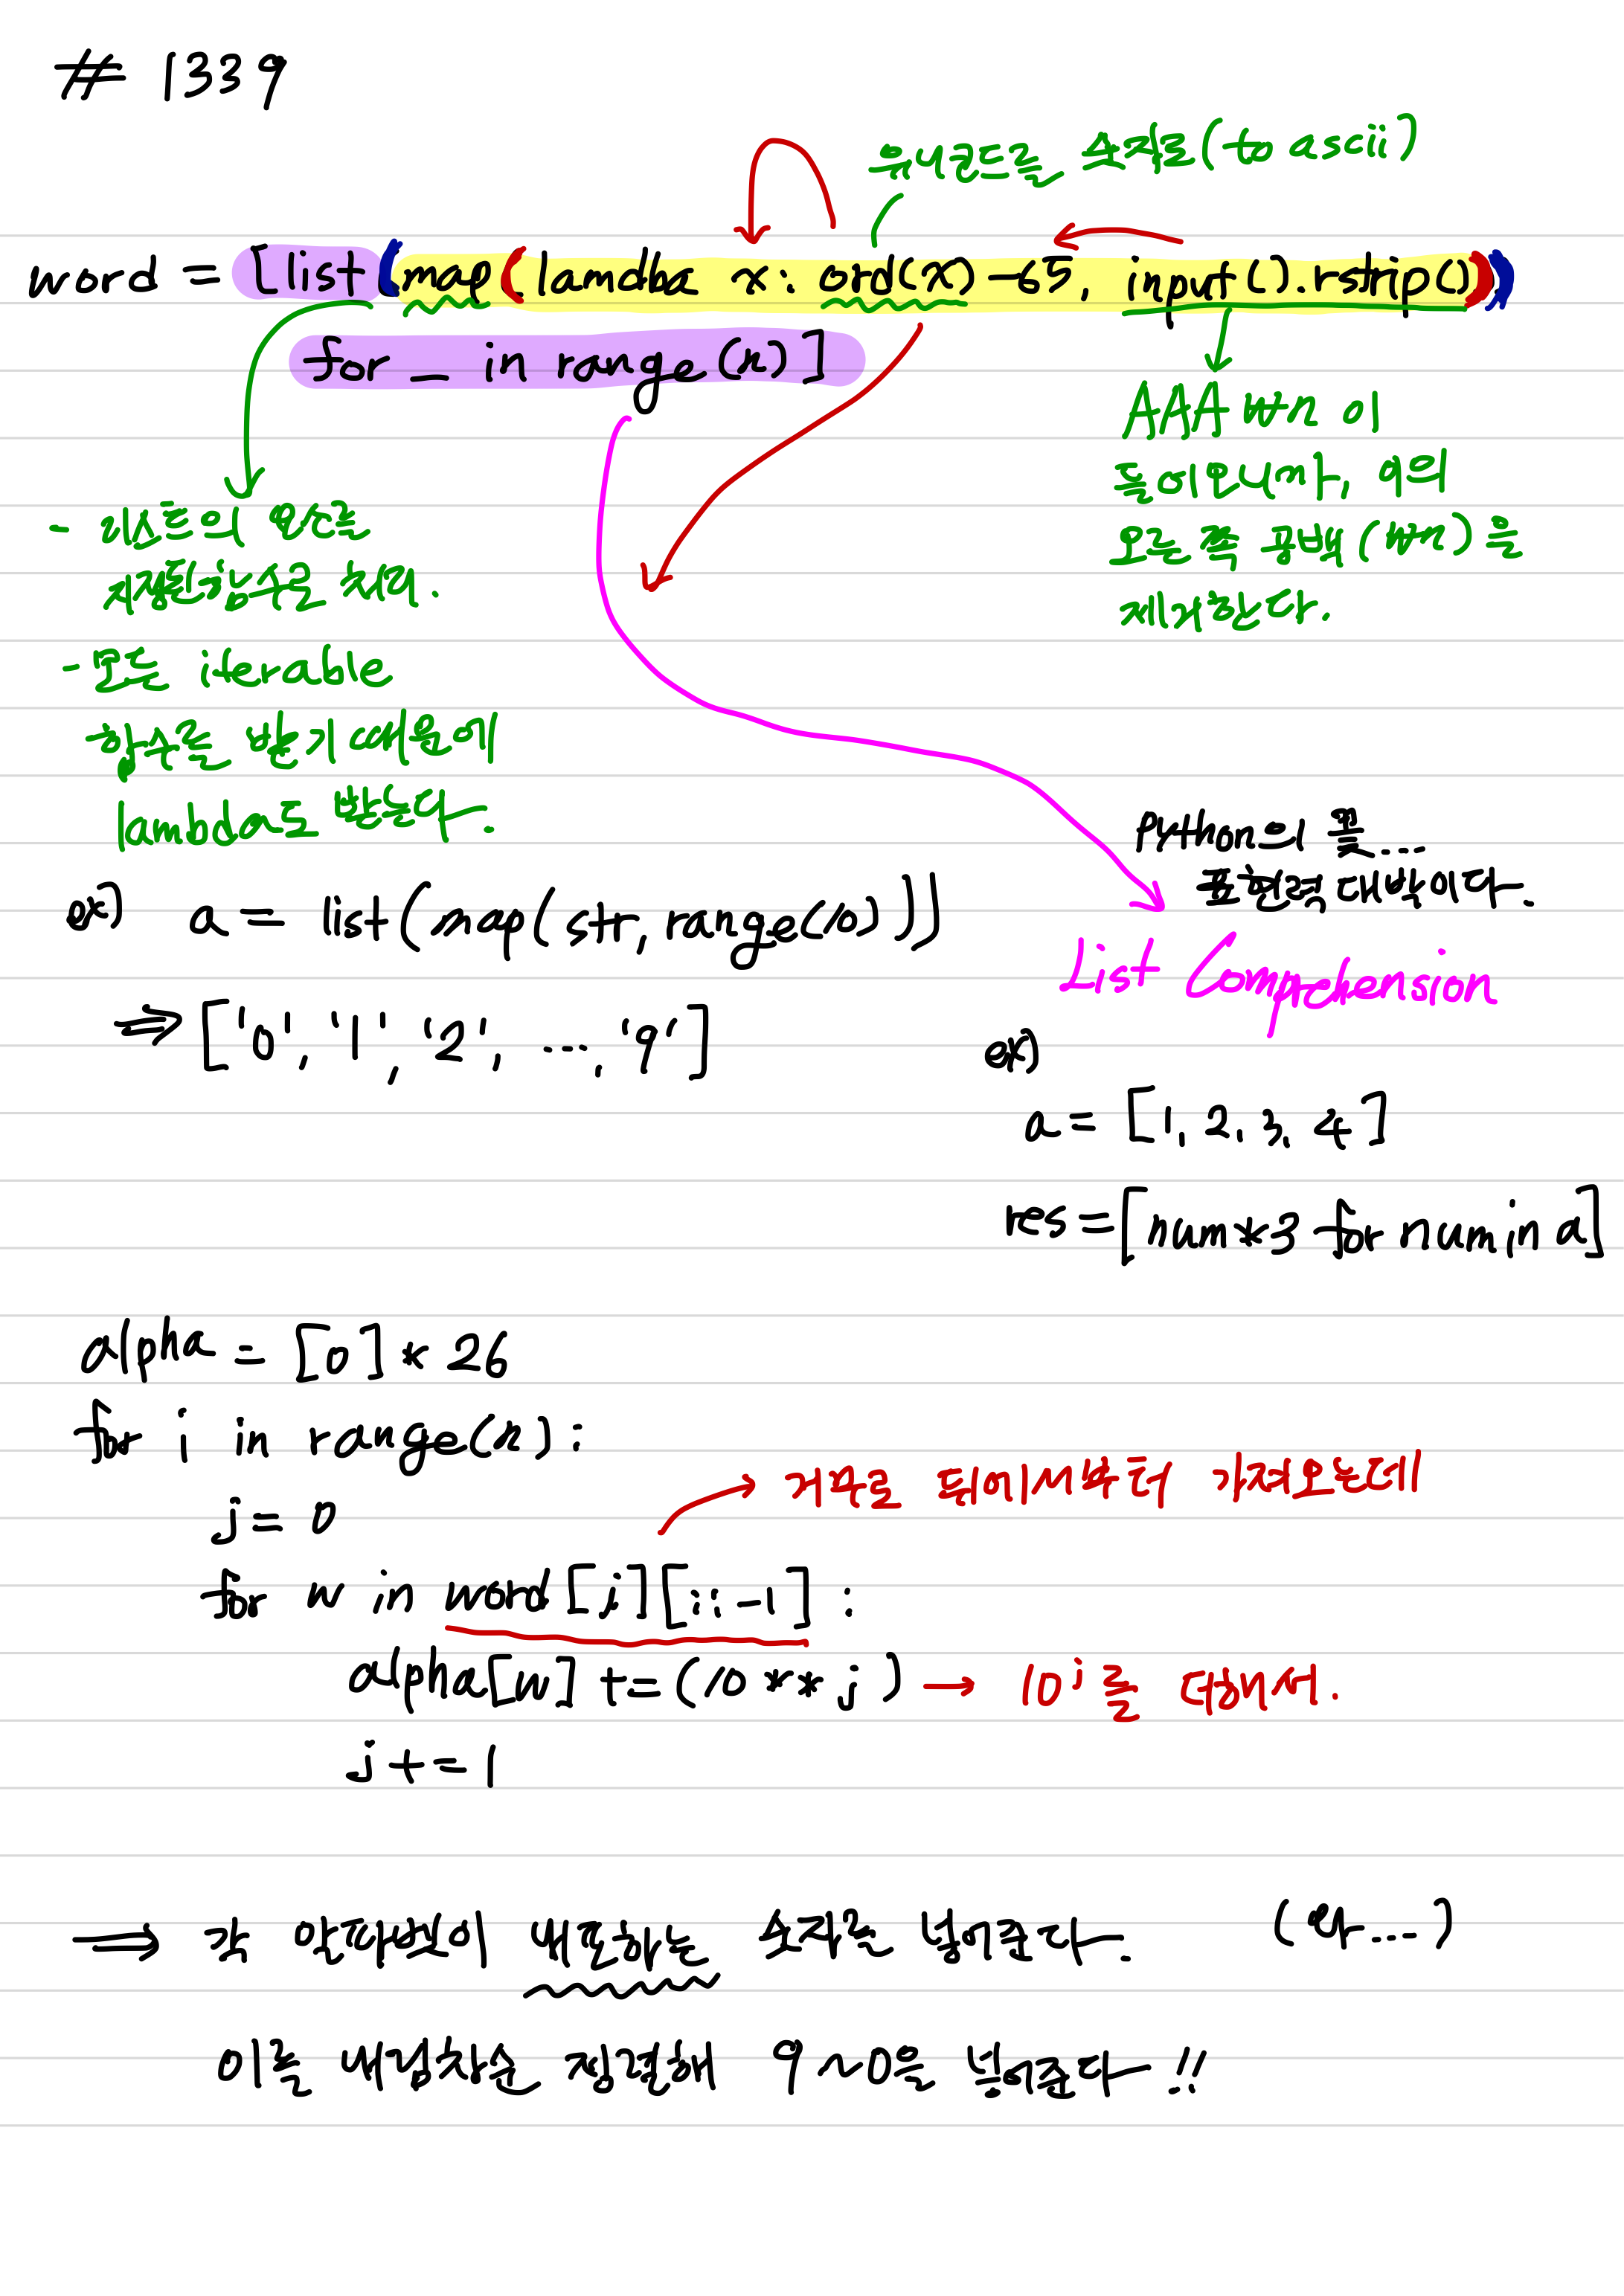 # 1339
유니코드를 숫자로(to ascii)
word = [list(map(landba x: ord(x)-65, input().rstrip()))
for _ in range(n)]
AAA\n 이
들어오니까, 이의
오른 쪽 공백(\n)을
제거한다.
- 리스트의 원소를
지정된 함수로 처리.
- 모든 iterable
함수를 받기 때문에
lambda도 받는다.
ex) a = list(map(str, range(10)))
⇒ ['0', '1', '2', ..., '9']
Python의 꽃....
표현력 대박이다..
List Comprehension
ex)
a = [1, 2, 3, 4]
res = [num*3 for num in a]
alpha = [0] * 26
for i in range(n):
j = 0
→ 거꾸로 뒤에서부터 가져오는데
for w in word[i][::-1]:
alpha[w] += (10 ** j) → 10^j를 더해서.
j += 1
→ 각 알파벳이 해당하는 숫자를 넣어준다. (와....)
이를 내림차순 정렬해 9~0을 넣어준다!!